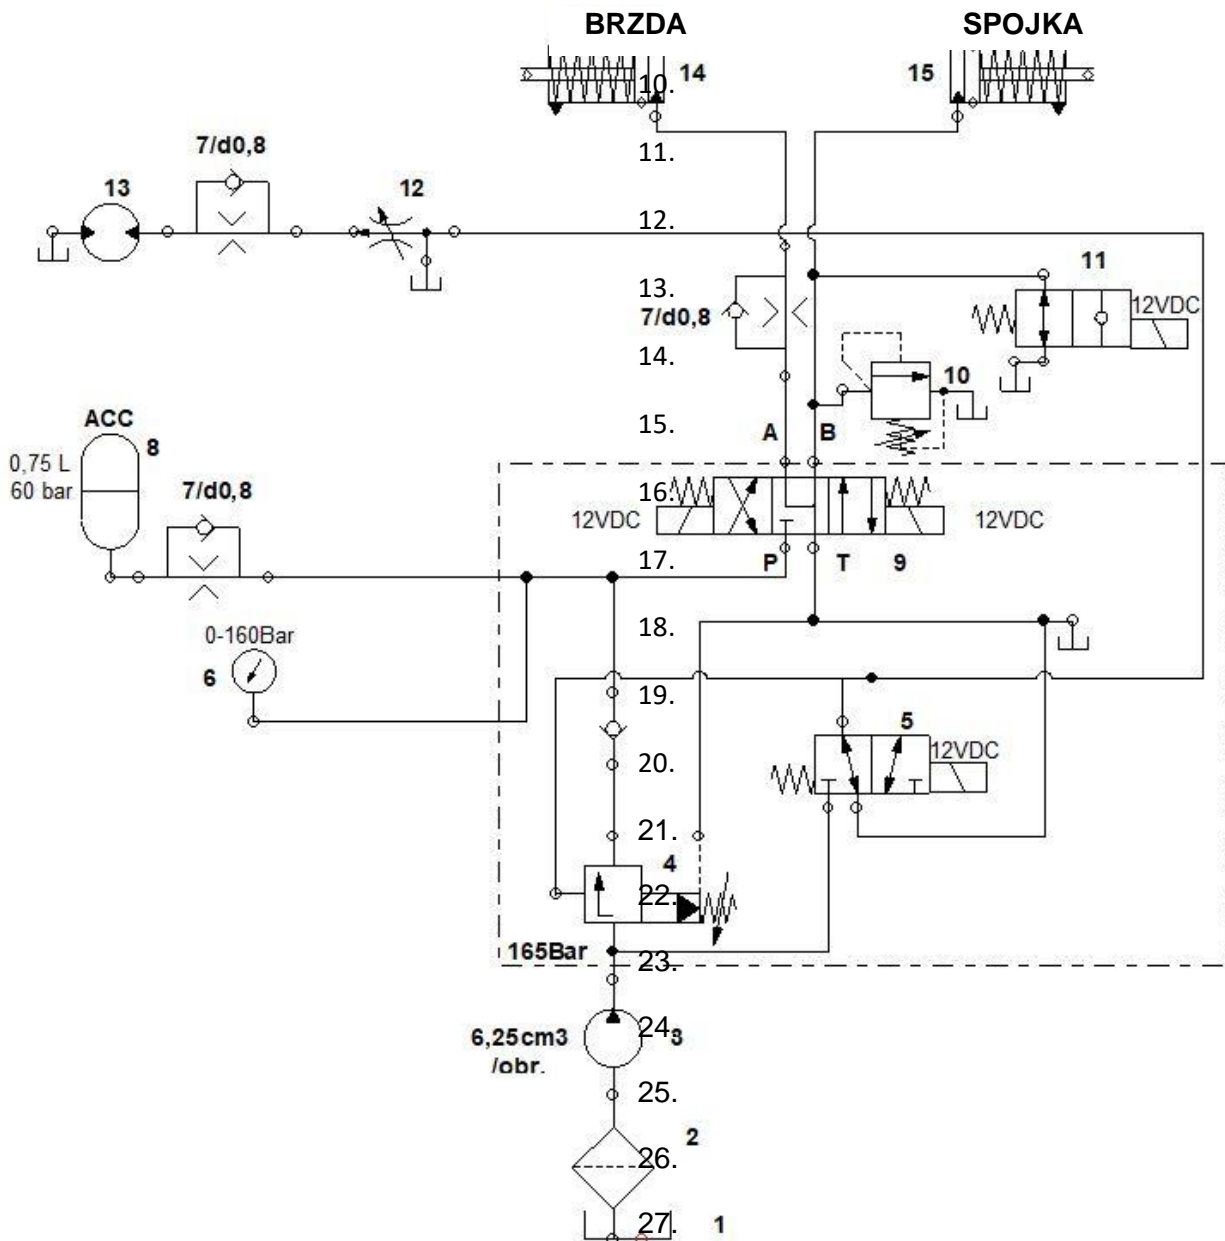 BRZDA SPOJKA
14 15
10.
7/d0,8
11.
13 12
12.
11
13.
12VDC
7/d0,8
14.
10
ACC
8
A B
15.
0,75 L
60 bar
7/d0,8
16.
12VDC 12VDC
P T 9
17.
0-160Bar
18.
6
19.
5
12VDC
20.
21.
4
22.
165Bar
23.
6,25cm3
/obr.
24.
3
25.
2
26.
27.
1